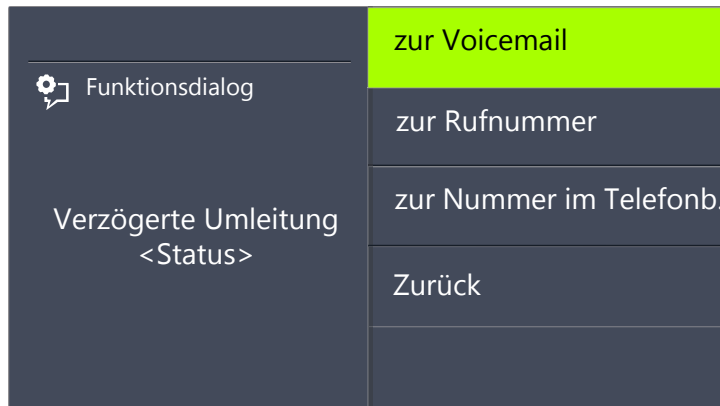 Funktionsdialog
Verzögerte Umleitung
<Status>
zur Voicemail
zur Rufnummer
zur Nummer im Telefonb.
Zurück